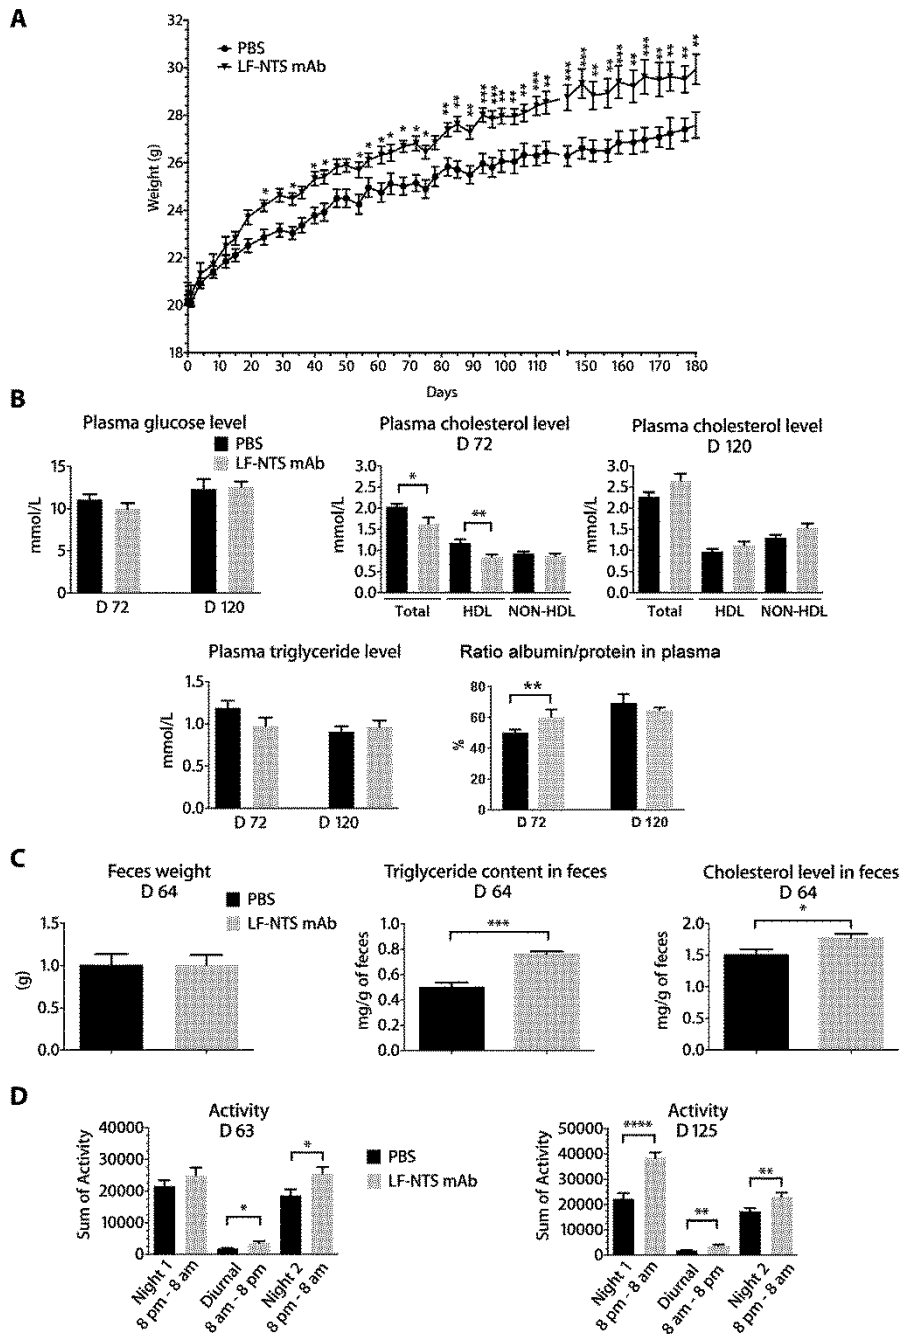 A
32
30
28
26
24
22
20
18
Weight (g)
PBS
LF-NTS mAb
* * * * * * * * * * * ** ** ** *** *** ** ** ** *** ** *** *** ** ** *** ** *** ** ** ** **
0 10 20 30 40 50 60 70 80 90 100 110 150 160 170 180
Days
B
Plasma glucose level
PBS
LF-NTS mAb
15
10
5
0
mmol/L
D 72 D 120
Plasma cholesterol level
D 72
3.0
2.5
2.0
1.5
1.0
0.5
0.0
mmol/L
*
**
Total HDL NON-HDL
Plasma cholesterol level
D 120
3.0
2.5
2.0
1.5
1.0
0.5
0.0
mmol/L
Total HDL NON-HDL
Plasma triglyceride level
1.5
1.0
0.5
0.0
mmol/L
D 72 D 120
Ratio albumin/protein in plasma
80
60
40
20
0
%
**
D 72 D 120
C
Feces weight
D 64
PBS
LF-NTS mAb
1.5
1.0
0.5
0.0
(g)
Triglyceride content in feces
D 64
1.0
0.8
0.6
0.4
0.2
0.0
mg/g of feces
***
Cholesterol level in feces
D 64
2.0
1.5
1.0
0.5
0.0
mg/g of feces
*
D
Activity
D 63
40000
30000
20000
10000
0
Sum of Activity
*
*
Night 1
8 pm - 8 am
Diurnal
8 am - 8 pm
Night 2
8 pm - 8 am
PBS
LF-NTS mAb
Activity
D 125
50000
40000
30000
20000
10000
0
Sum of Activity
****
**
**
Night 1
8 pm - 8 am
Diurnal
8 am - 8 pm
Night 2
8 pm - 8 am